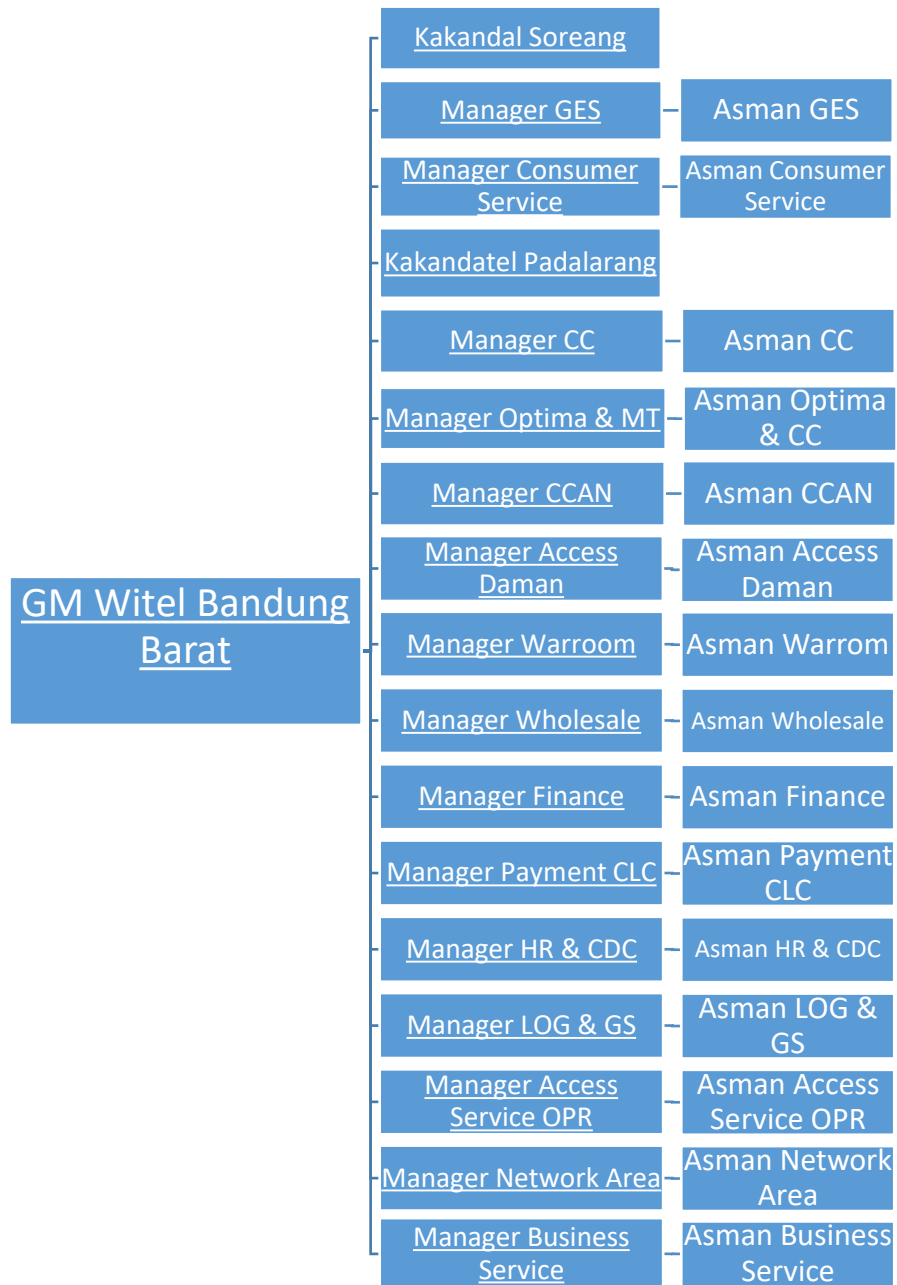 Kakandal Soreang
Manager GES
Asman GES
Manager Consumer
Service
Asman Consumer
Service
Kakandatel Padalarang
Manager CC
Asman CC
Manager Optima & MT
Asman Optima
& CC
Manager CCAN
Asman CCAN
Manager Access
Daman
Asman Access
Daman
GM Witel Bandung
Barat
Manager Warroom
Asman Warrom
Manager Wholesale
Asman Wholesale
Manager Finance
Asman Finance
Manager Payment CLC
Asman Payment
CLC
Manager HR & CDC
Asman HR & CDC
Manager LOG & GS
Asman LOG &
GS
Manager Access
Service OPR
Asman Access
Service OPR
Manager Network Area
Asman Network
Area
Manager Business
Service
Asman Business
Service